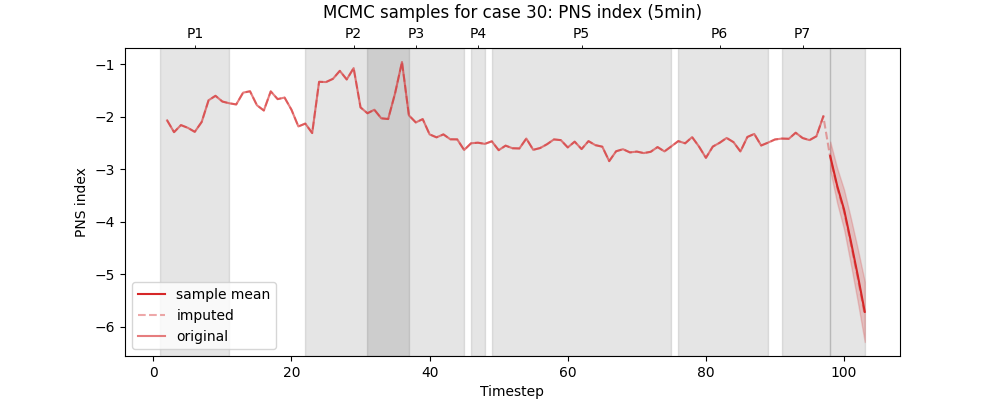 MCMC samples for case 30: PNS index (5min)
P1 P2 P3 P4 P5 P6 P7
−1
−2
−3
−4
−5
−6
PNS index
sample mean
imputed
original
0 20 40 60 80 100
Timestep